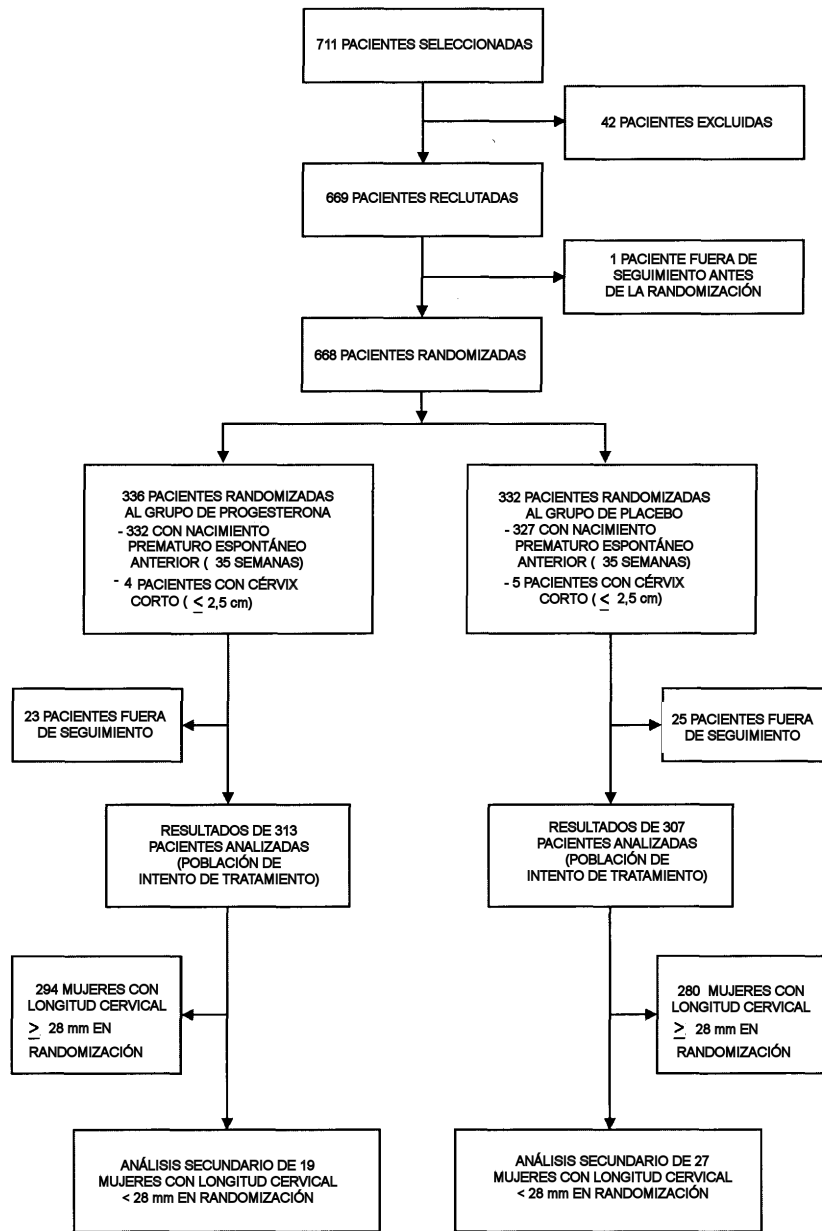 711 PACIENTES SELECCIONADAS
42 PACIENTES EXCLUIDAS
669 PACIENTES RECLUTADAS
1 PACIENTE FUERA DE
SEGUIMIENTO ANTES
DE LA RANDOMIZACIÓN
668 PACIENTES RANDOMIZADAS
336 PACIENTES RANDOMIZADAS
AL GRUPO DE PROGESTERONA
- 332 CON NACIMIENTO
PREMATURO ESPONTÁNEO
ANTERIOR ( 35 SEMANAS)
- 4 PACIENTES CON CÉRVIX
CORTO ( ≤ 2,5 cm)
332 PACIENTES RANDOMIZADAS
AL GRUPO DE PLACEBO
- 327 CON NACIMIENTO
PREMATURO ESPONTÁNEO
ANTERIOR ( 35 SEMANAS)
- 5 PACIENTES CON CÉRVIX
CORTO ( ≤ 2,5 cm)
23 PACIENTES FUERA
DE SEGUIMIENTO
25 PACIENTES FUERA
DE SEGUIMIENTO
RESULTADOS DE 313
PACIENTES ANALIZADAS
(POBLACIÓN DE
INTENTO DE TRATAMIENTO)
RESULTADOS DE 307
PACIENTES ANALIZADAS
(POBLACIÓN DE
INTENTO DE TRATAMIENTO)
294 MUJERES CON
LONGITUD CERVICAL
≥ 28 mm EN
RANDOMIZACIÓN
280 MUJERES CON
LONGITUD CERVICAL
≥ 28 mm EN
RANDOMIZACIÓN
ANÁLISIS SECUNDARIO DE 19
MUJERES CON LONGITUD CERVICAL
< 28 mm EN RANDOMIZACIÓN
ANÁLISIS SECUNDARIO DE 27
MUJERES CON LONGITUD CERVICAL
< 28 mm EN RANDOMIZACIÓN